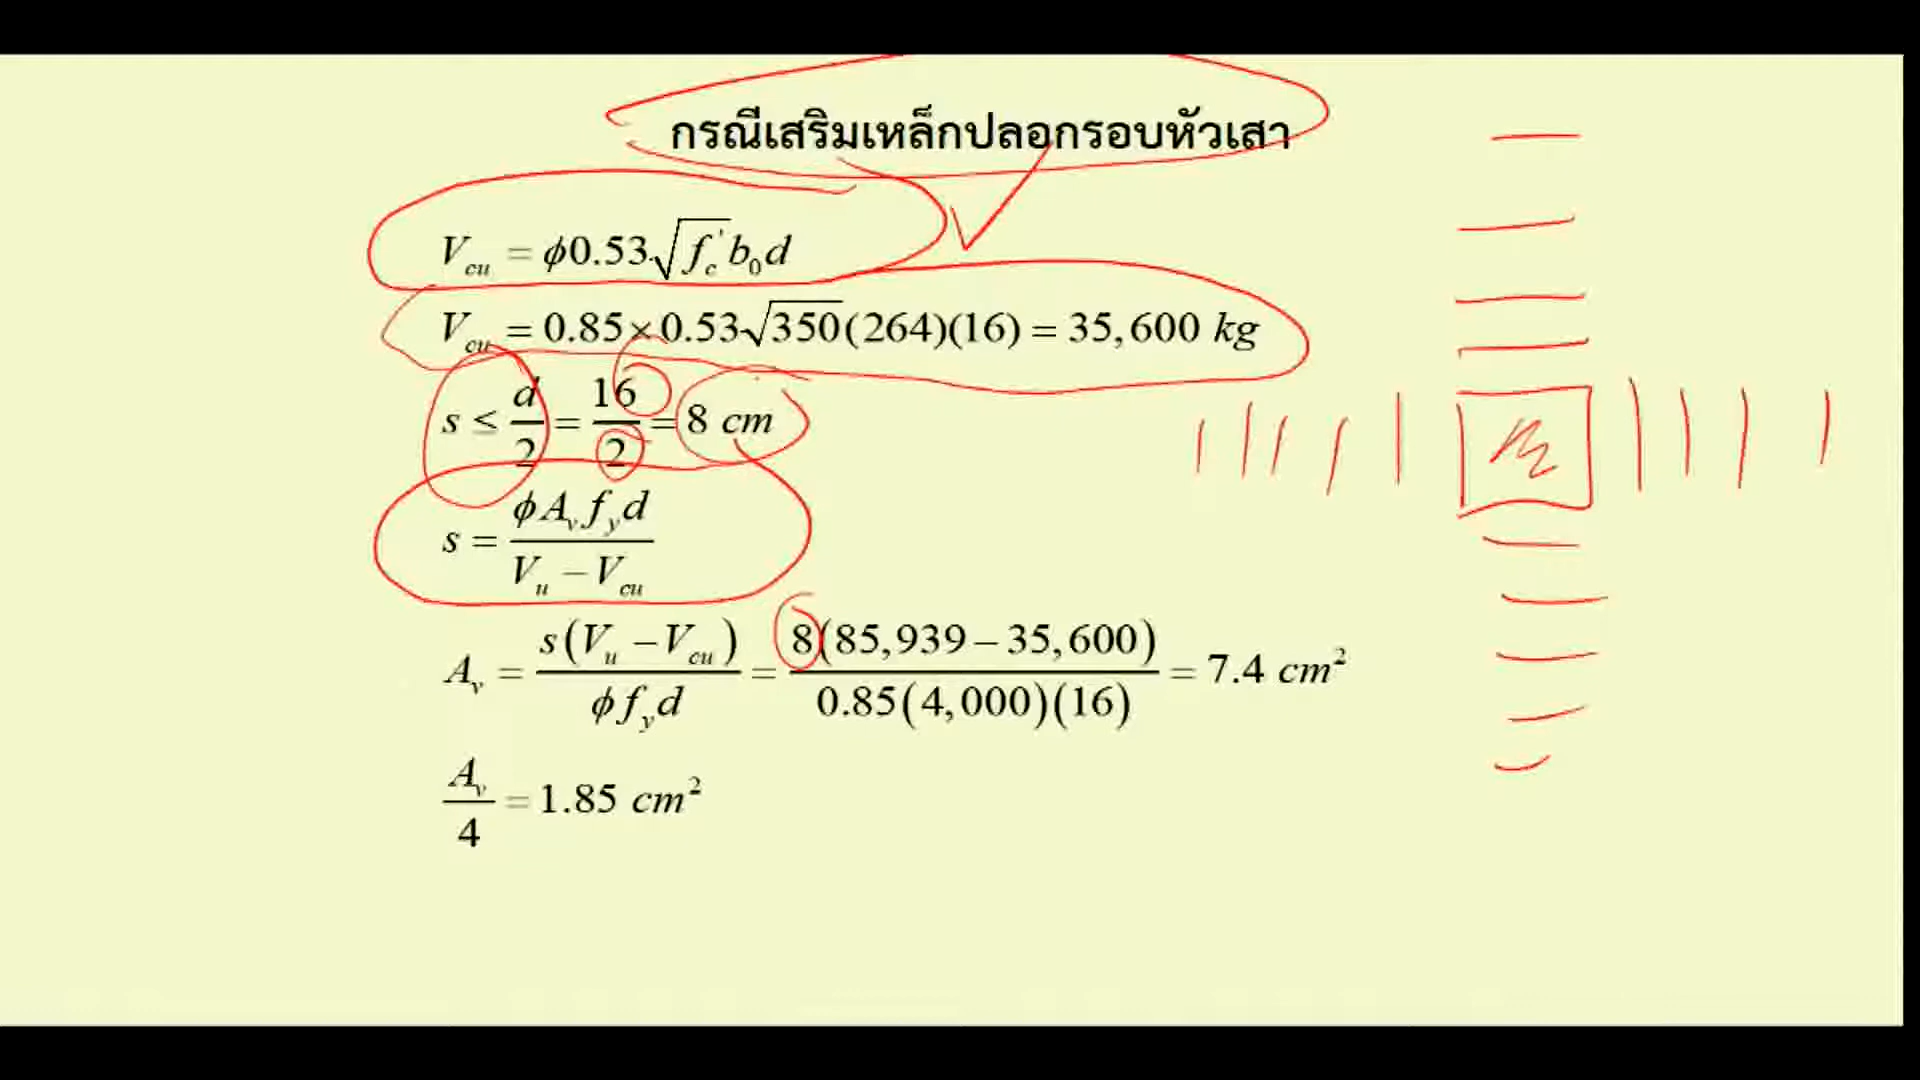 กรณีเสริมเหล็กปลอกรอบหัวเสา
V_cu = ϕ0.53√f_c' b_0 d
V_cu = 0.85×0.53√350(264)(16) = 35,600 kg
s ≤ d/2 = 16/2 = 8 cm
s = ϕA_v f_y d / V_u − V_cu
A_v = s(V_u − V_cu) / ϕf_y d = 8(85,939 − 35,600) / 0.85(4,000)(16) = 7.4 cm²
A_v / 4 = 1.85 cm²